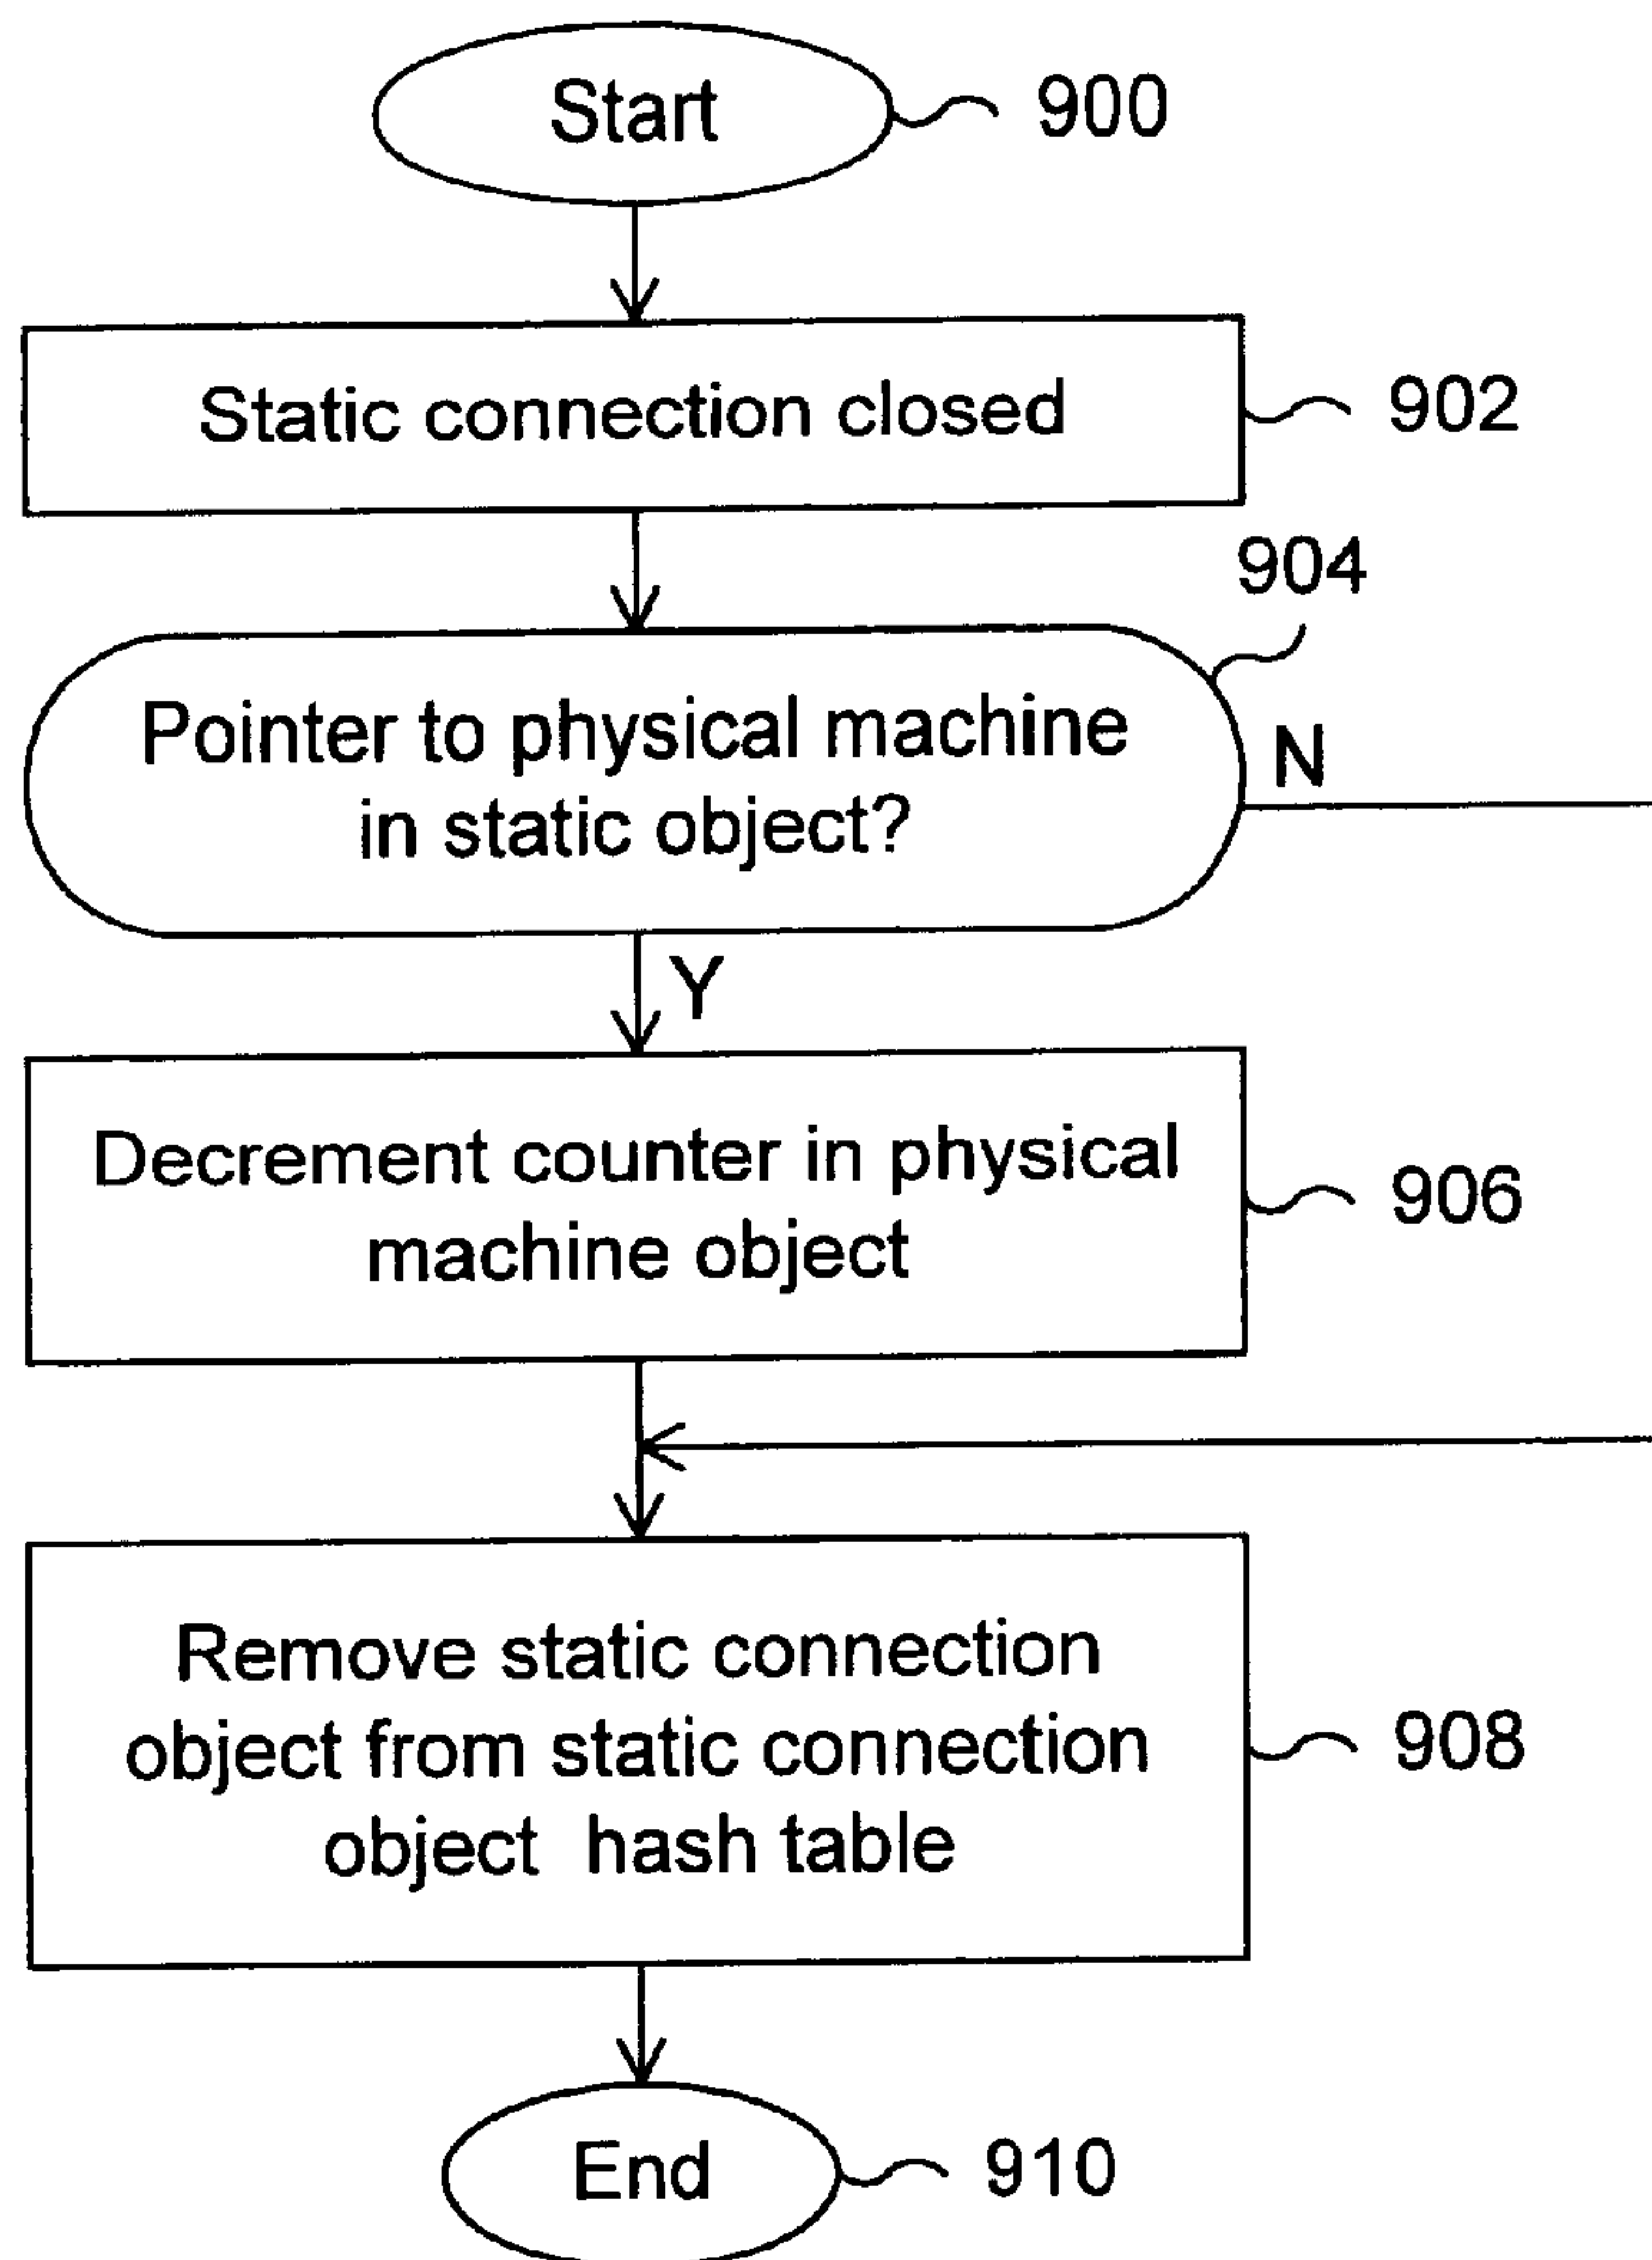 Start
900
Static connection closed
902
904
Pointer to physical machine
in static object?
N
Y
Decrement counter in physical
machine object
906
Remove static connection
object from static connection
object hash table
908
End
910